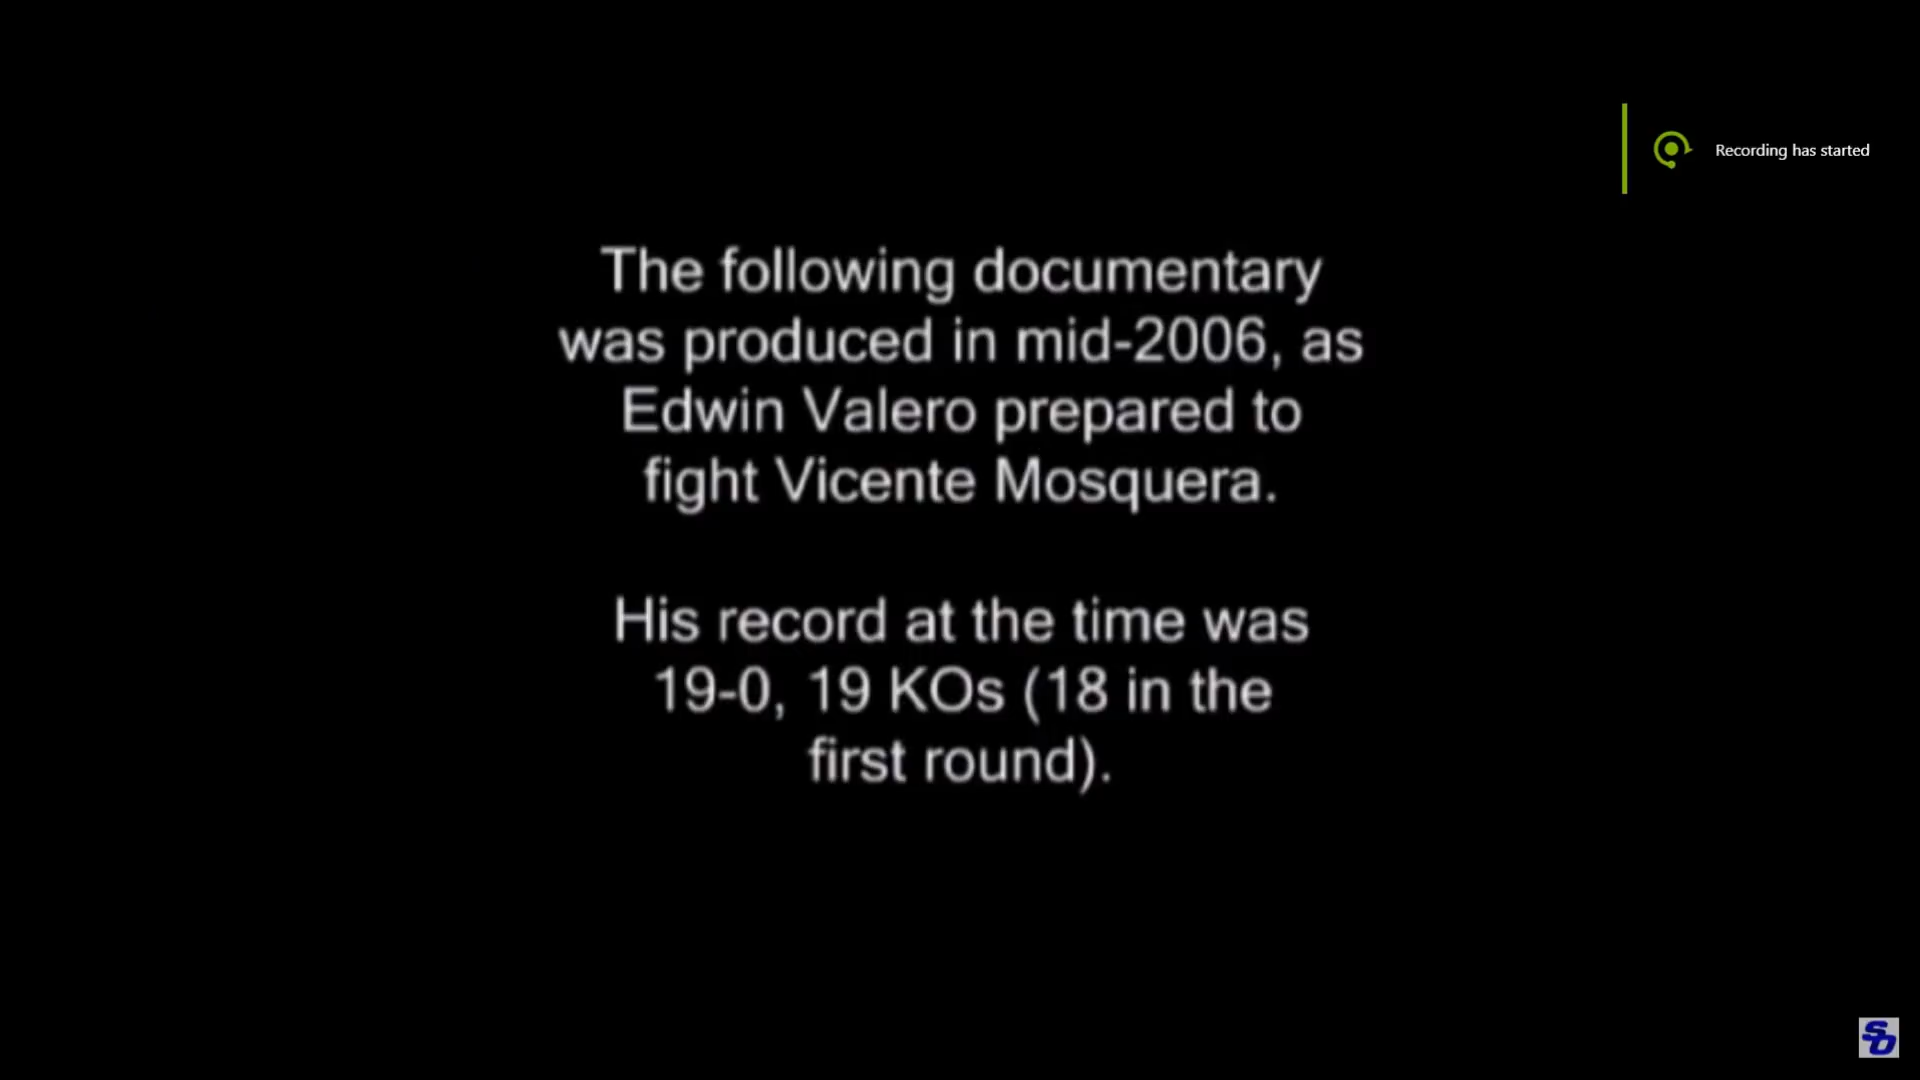 Recording has started
The following documentary
was produced in mid-2006, as
Edwin Valero prepared to
fight Vicente Mosquera.
His record at the time was
19-0, 19 KOs (18 in the
first round).
SD